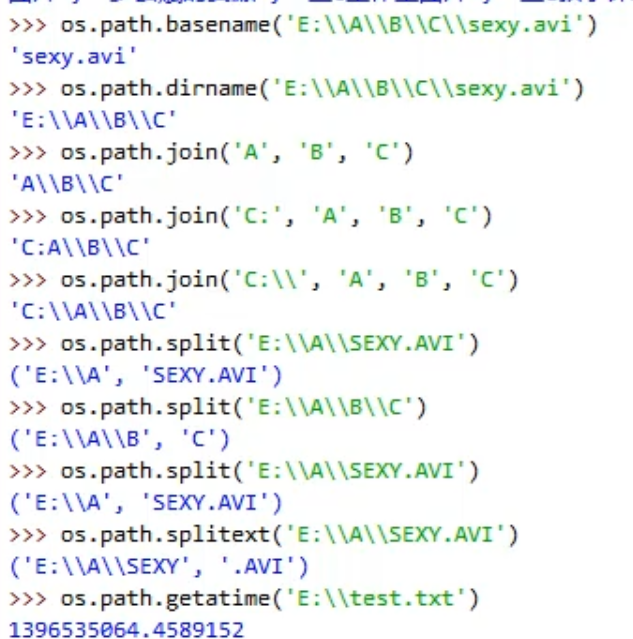 >>> os.path.basename('E:\\A\\B\\C\\sexy.avi')
'sexy.avi'
>>> os.path.dirname('E:\\A\\B\\C\\sexy.avi')
'E:\\A\\B\\C'
>>> os.path.join('A', 'B', 'C')
'A\\B\\C'
>>> os.path.join('C:', 'A', 'B', 'C')
'C:A\\B\\C'
>>> os.path.join('C:\\', 'A', 'B', 'C')
'C:\\A\\B\\C'
>>> os.path.split('E:\\A\\SEXY.AVI')
('E:\\A', 'SEXY.AVI')
>>> os.path.split('E:\\A\\B\\C')
('E:\\A\\B', 'C')
>>> os.path.split('E:\\A\\SEXY.AVI')
('E:\\A', 'SEXY.AVI')
>>> os.path.splitext('E:\\A\\SEXY.AVI')
('E:\\A\\SEXY', '.AVI')
>>> os.path.getatime('E:\\test.txt')
1396535064.4589152